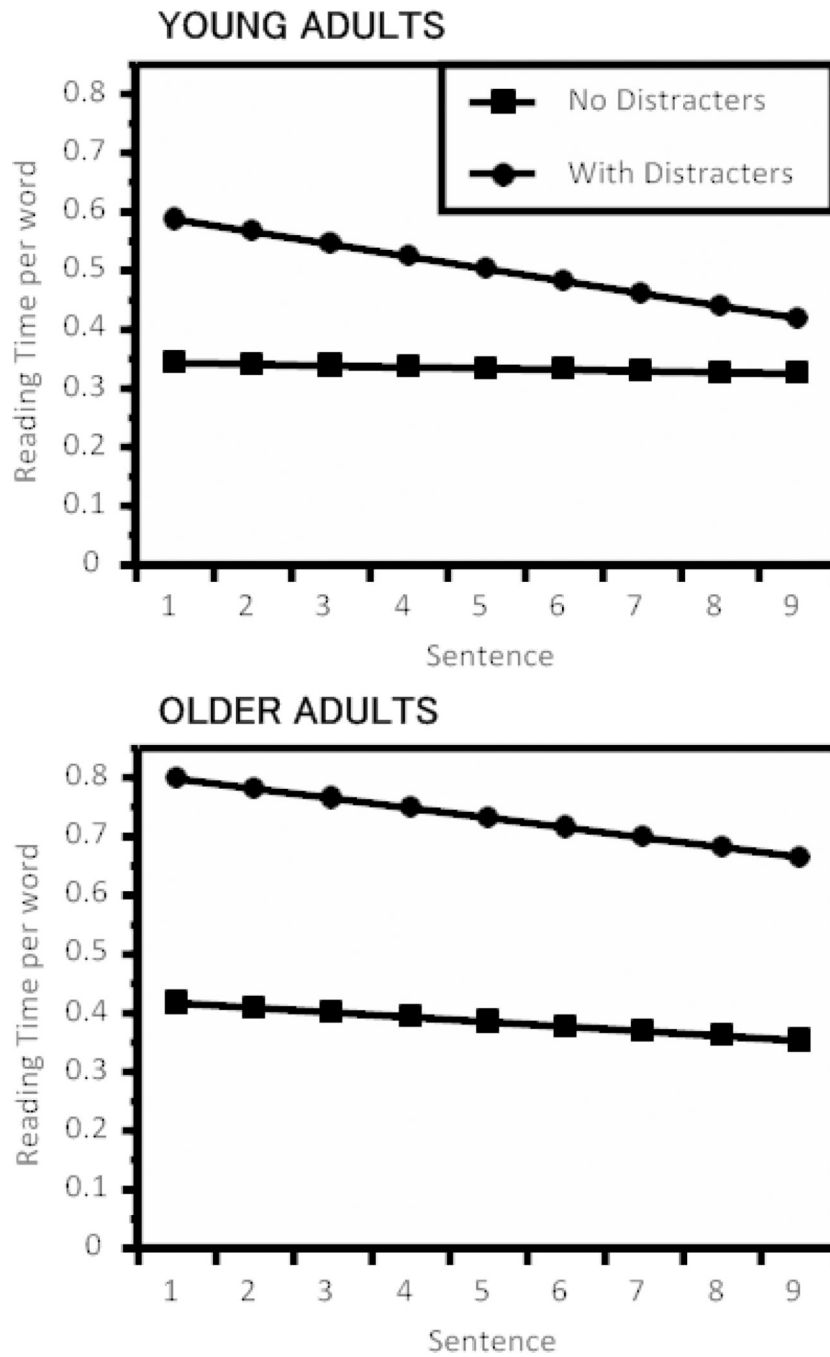 YOUNG ADULTS
No Distracters
With Distracters
Reading Time per word
0.8
0.7
0.6
0.5
0.4
0.3
0.2
0.1
0
1 2 3 4 5 6 7 8 9
Sentence
OLDER ADULTS
Reading Time per word
0.8
0.7
0.6
0.5
0.4
0.3
0.2
0.1
0
1 2 3 4 5 6 7 8 9
Sentence